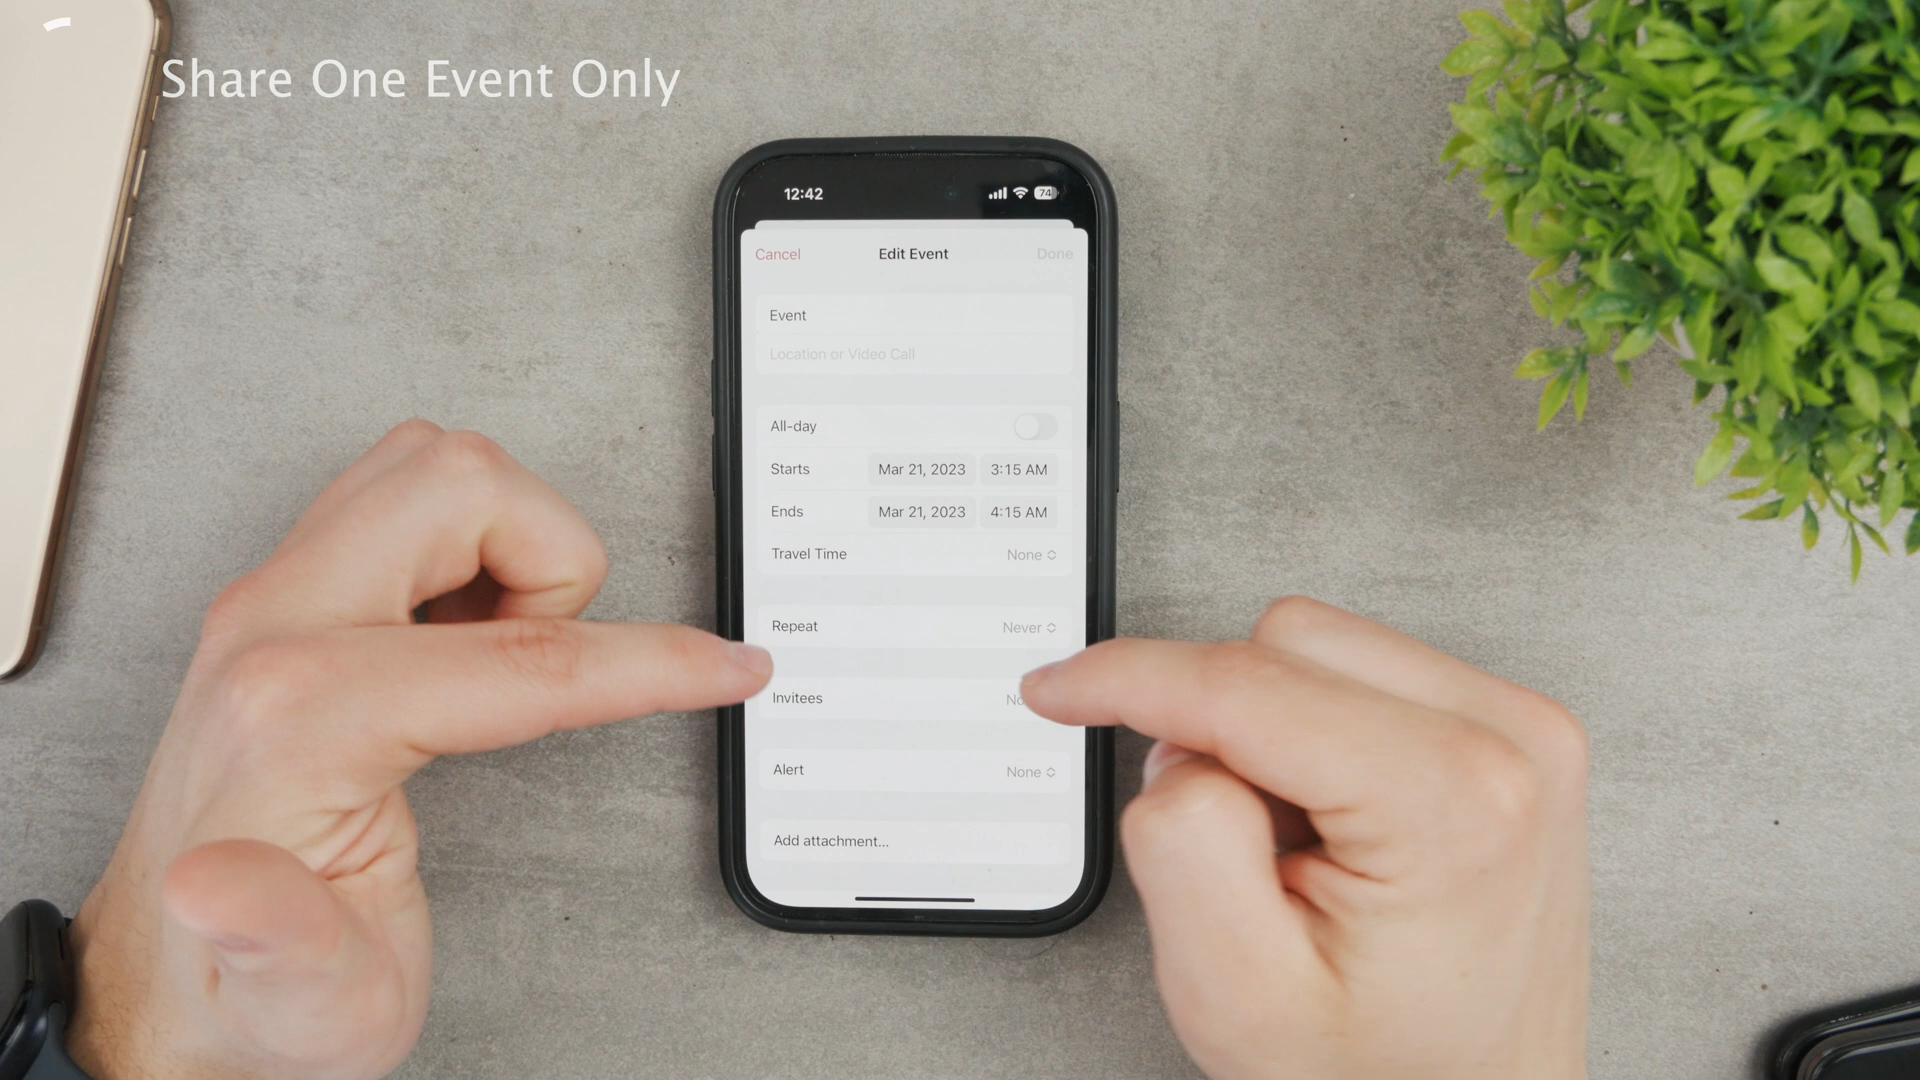 Share One Event Only
12:42
74
Cancel Edit Event Done
Event
Location or Video Call
All-day
Starts Mar 21, 2023 3:15 AM
Ends Mar 21, 2023 4:15 AM
Travel Time None
Repeat Never
Invitees
Alert None
Add attachment...